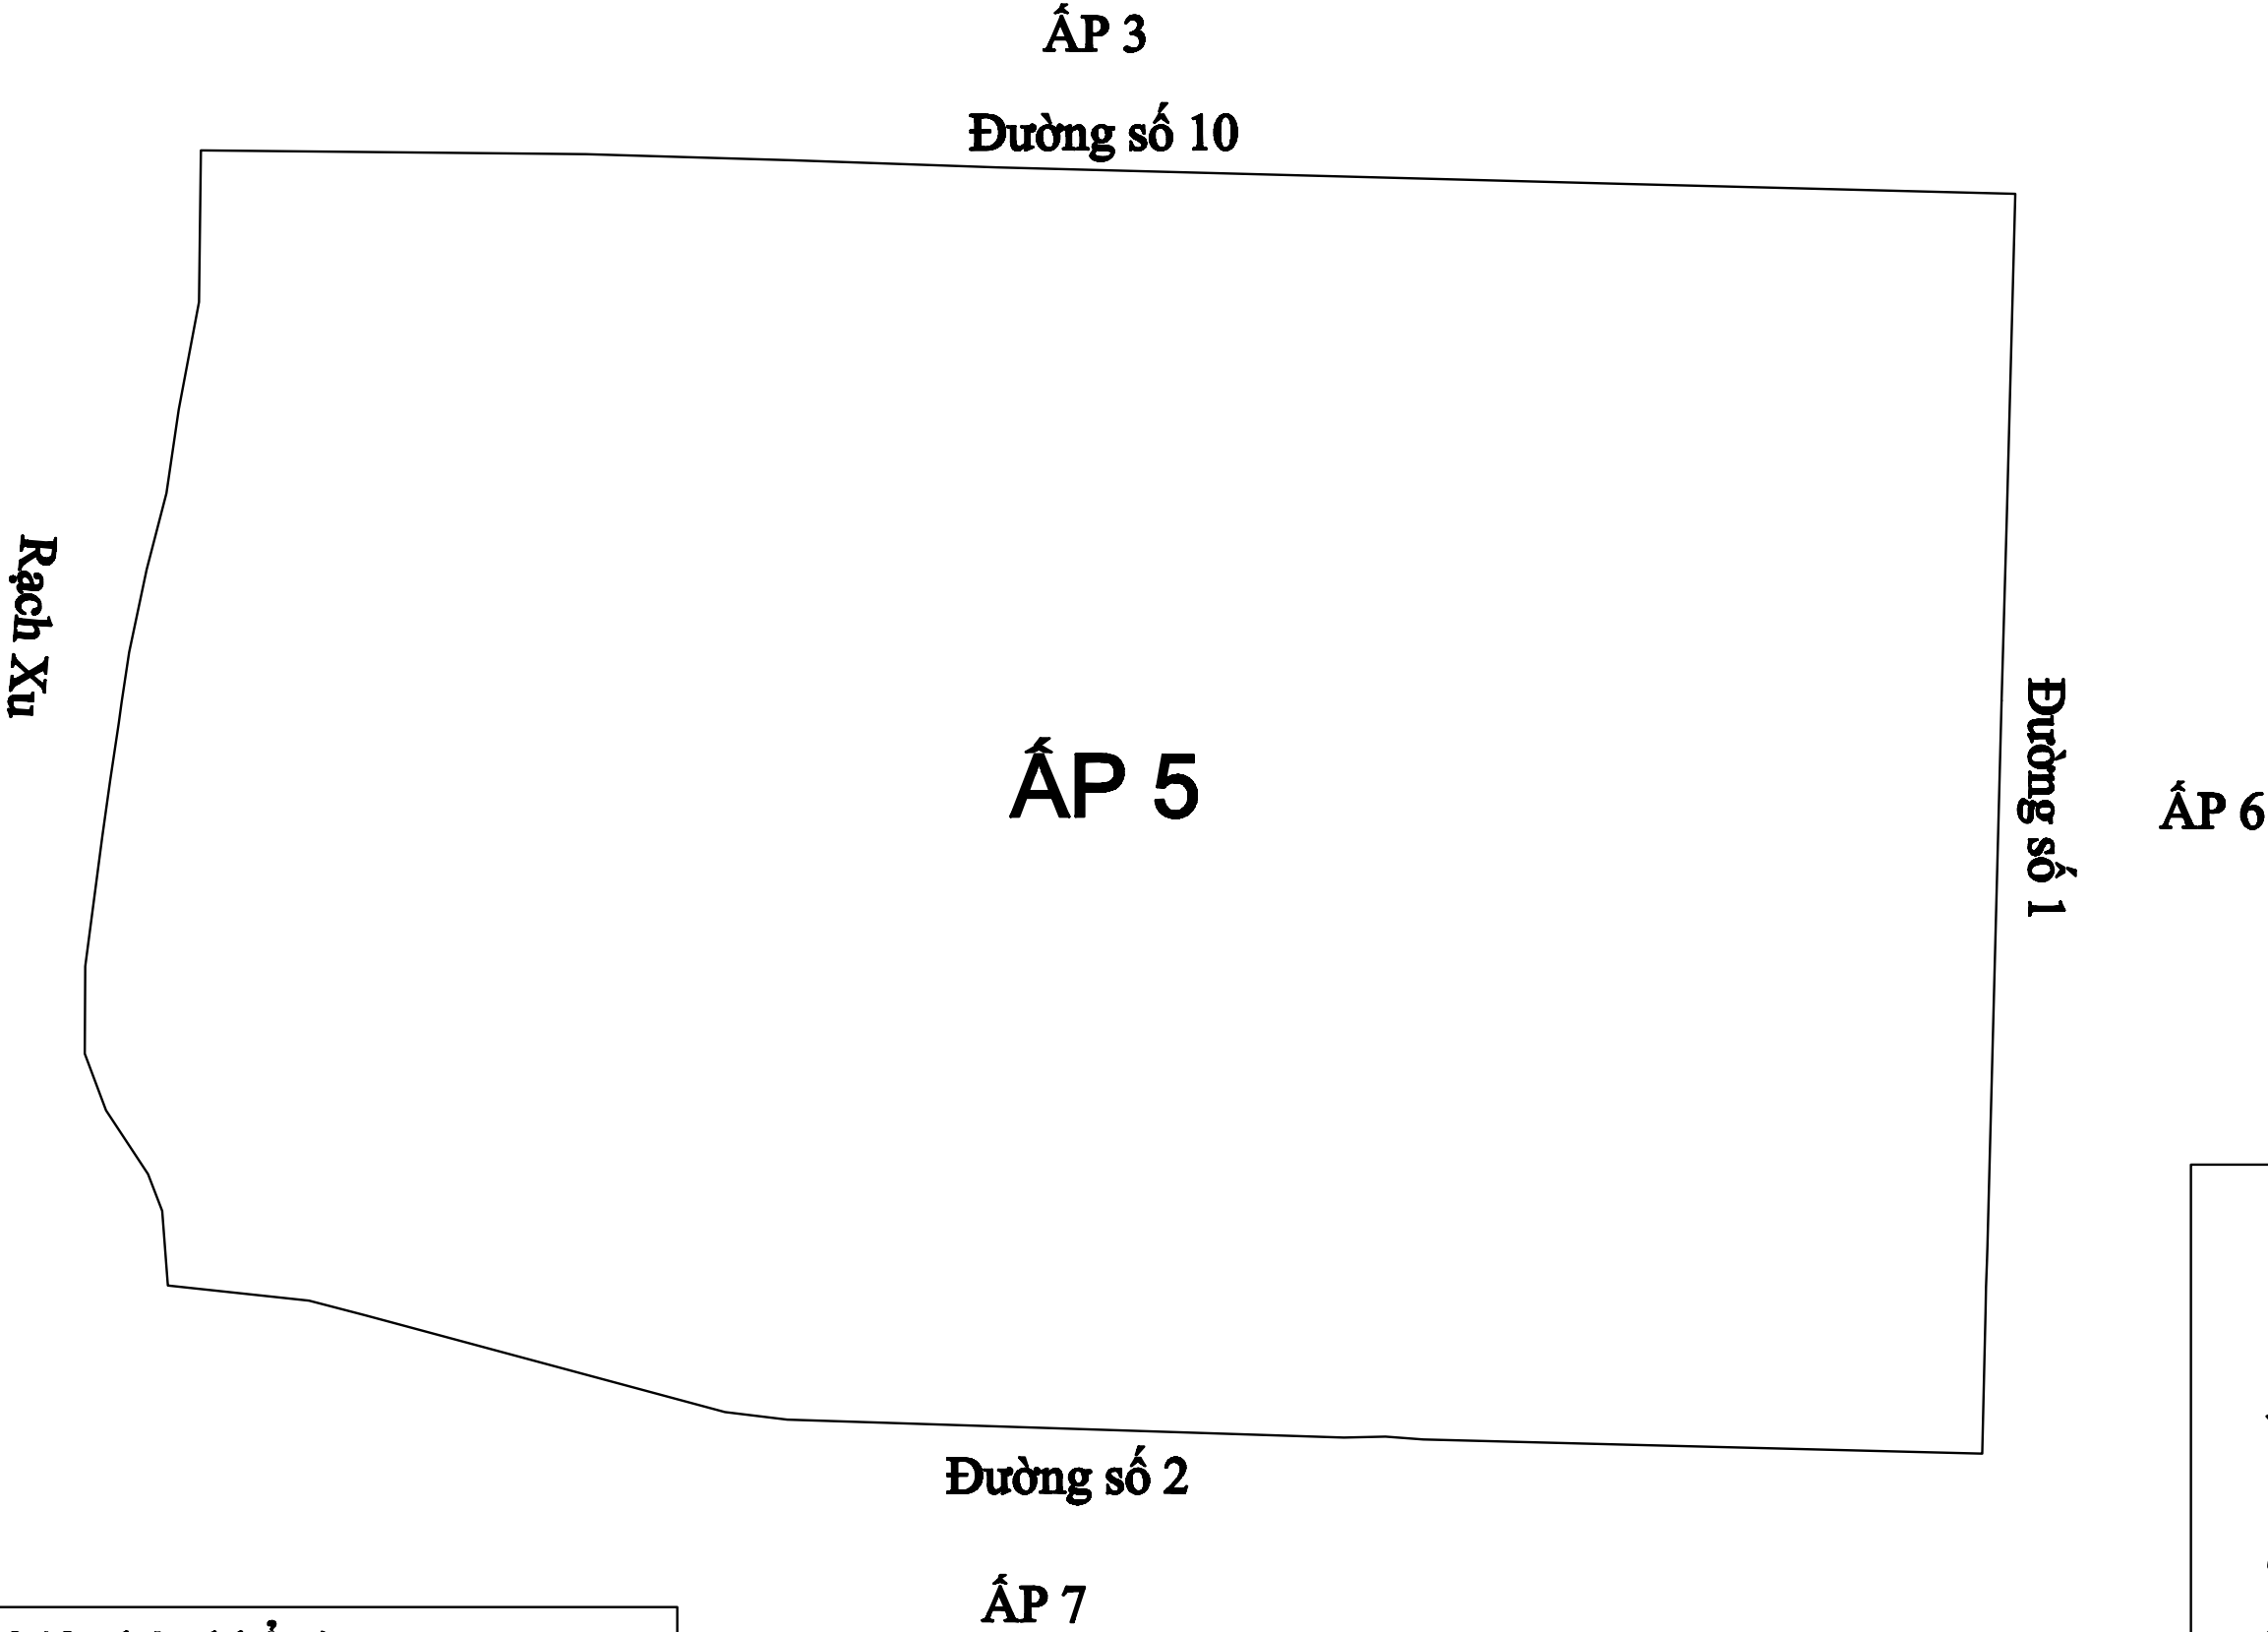 ẤP 3
Đường số 10
Rạch Xu
ẤP 5
Đường số 1
ẤP 6
Đường số 2
ẤP 7